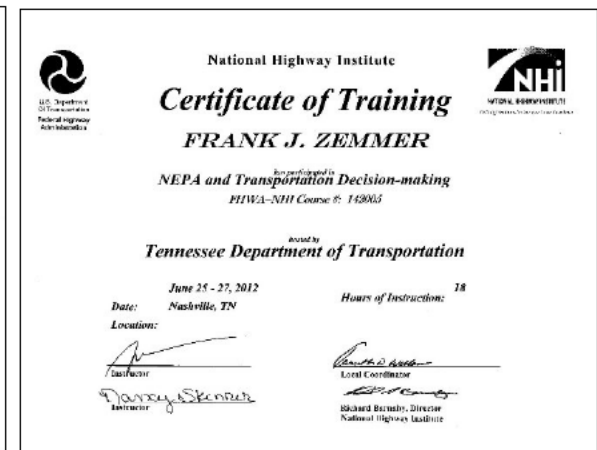 National Highway Institute
U.S. Department
Of Transportation
Federal Highway
Administration
NHI
NATIONAL HIGHWAY INSTITUTE
Certificate of Training
FRANK J. ZEMMER
has participated in
NEPA and Transportation Decision-making
FHWA-NHI Course #: 142005
hosted by
Tennessee Department of Transportation
June 25 - 27, 2012
Date: Nashville, TN
Location:
Hours of Instruction: 18
Instructor
Local Coordinator
Nancy Skinner
Instructor
Richard Barnaby, Director
National Highway Institute